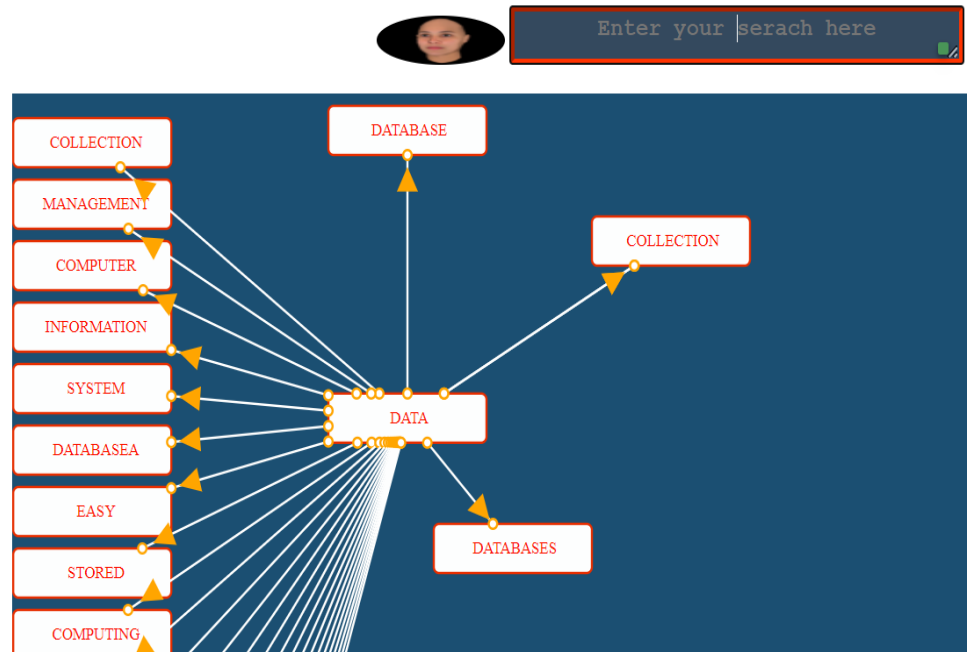 Enter your serach here
DATABASE
COLLECTION
MANAGEMENT
COLLECTION
COMPUTER
INFORMATION
SYSTEM
DATA
DATABASEA
EASY
DATABASES
STORED
COMPUTING